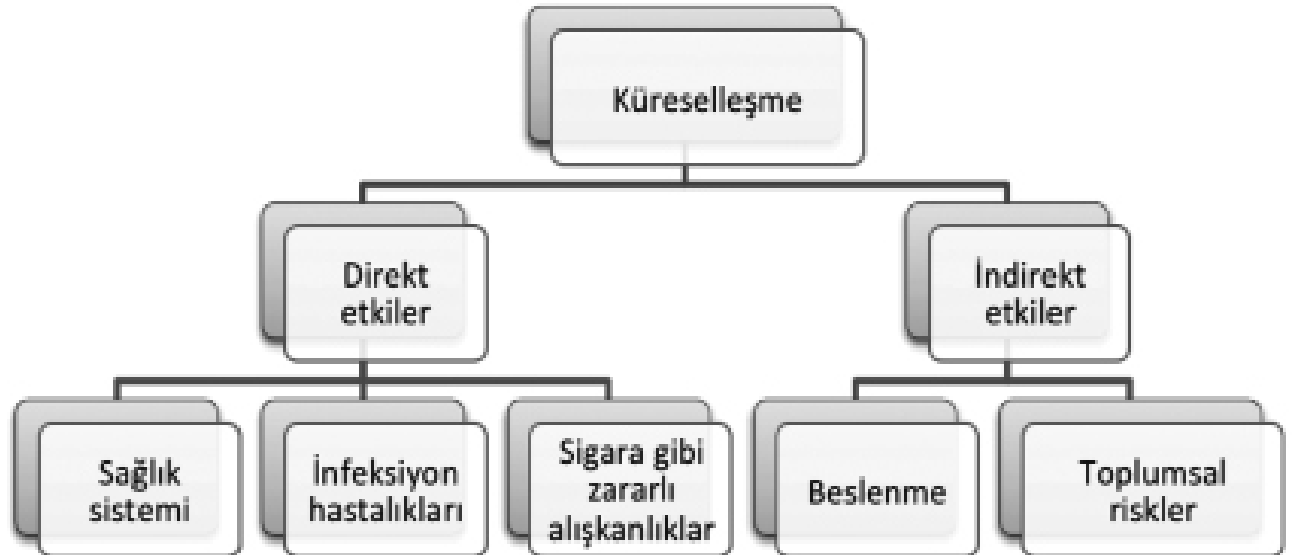 Küreselleşme
Direkt
etkiler
İndirekt
etkiler
Sağlık
sistemi
İnfeksiyon
hastalıkları
Sigara gibi
zararlı
alışkanlıklar
Beslenme
Toplumsal
riskler